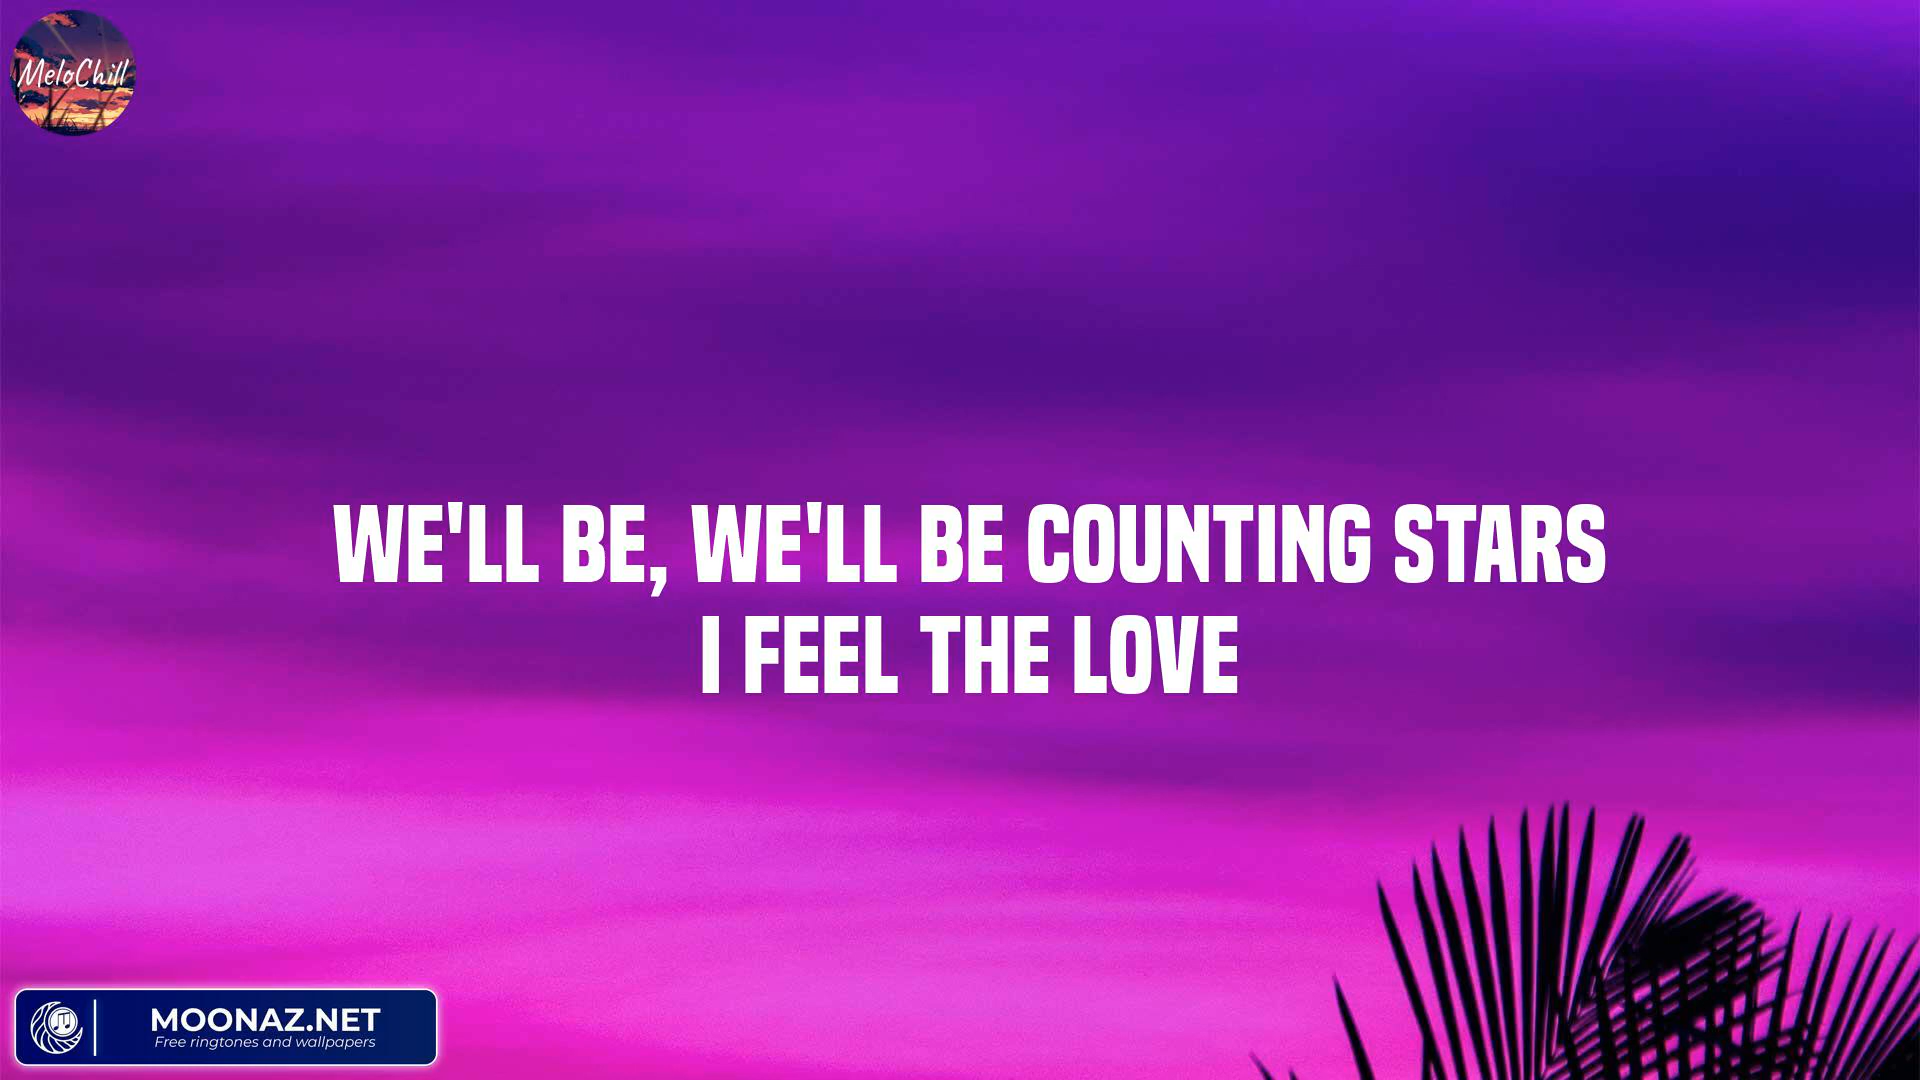 MeloChill
WE'LL BE, WE'LL BE COUNTING STARS
I FEEL THE LOVE
MOONAZ.NET
Free ringtones and wallpapers